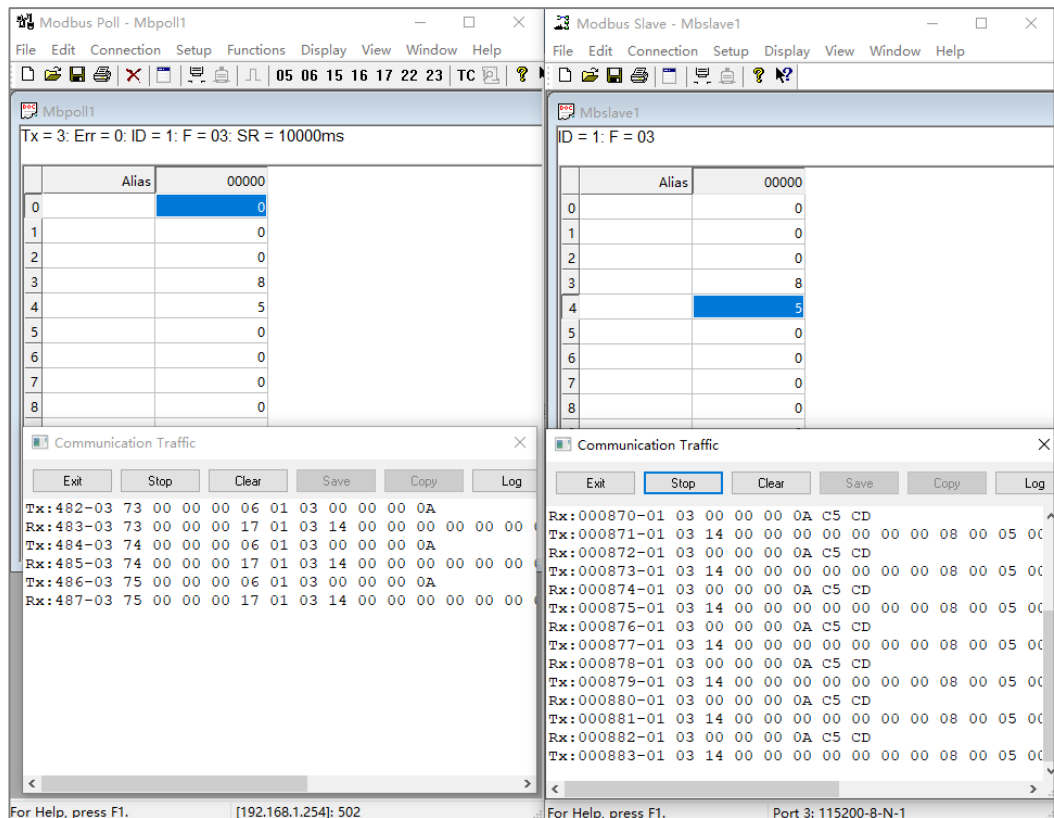 Modbus Poll - Mbpoll1
File Edit Connection Setup Functions Display View Window Help
05 06 15 16 17 22 23 TC
Mbpoll1
Tx = 3: Err = 0: ID = 1: F = 03: SR = 10000ms
Alias 00000
0 0
1 0
2 0
3 8
4 5
5 0
6 0
7 0
8 0
Communication Traffic
Exit Stop Clear Save Copy Log
Tx:482-03 73 00 00 00 06 01 03 00 00 00 0A
Rx:483-03 73 00 00 00 17 01 03 14 00 00 00 00 00 00
Tx:484-03 74 00 00 00 06 01 03 00 00 00 0A
Rx:485-03 74 00 00 00 17 01 03 14 00 00 00 00 00 00
Tx:486-03 75 00 00 00 06 01 03 00 00 00 0A
Rx:487-03 75 00 00 00 17 01 03 14 00 00 00 00 00 00
For Help, press F1. [192.168.1.254]: 502
Modbus Slave - Mbslave1
File Edit Connection Setup Display View Window Help
Mbslave1
ID = 1: F = 03
Alias 00000
0 0
1 0
2 0
3 8
4 5
5 0
6 0
7 0
8 0
Communication Traffic
Exit Stop Clear Save Copy Log
Rx:000870-01 03 00 00 00 0A C5 CD
Tx:000871-01 03 14 00 00 00 00 00 00 00 08 00 05 00
Rx:000872-01 03 00 00 00 0A C5 CD
Tx:000873-01 03 14 00 00 00 00 00 00 00 08 00 05 00
Rx:000874-01 03 00 00 00 0A C5 CD
Tx:000875-01 03 14 00 00 00 00 00 00 00 08 00 05 00
Rx:000876-01 03 00 00 00 0A C5 CD
Tx:000877-01 03 14 00 00 00 00 00 00 00 08 00 05 00
Rx:000878-01 03 00 00 00 0A C5 CD
Tx:000879-01 03 14 00 00 00 00 00 00 00 08 00 05 00
Rx:000880-01 03 00 00 00 0A C5 CD
Tx:000881-01 03 14 00 00 00 00 00 00 00 08 00 05 00
Rx:000882-01 03 00 00 00 0A C5 CD
Tx:000883-01 03 14 00 00 00 00 00 00 00 08 00 05 00
For Help, press F1. Port 3: 115200-8-N-1